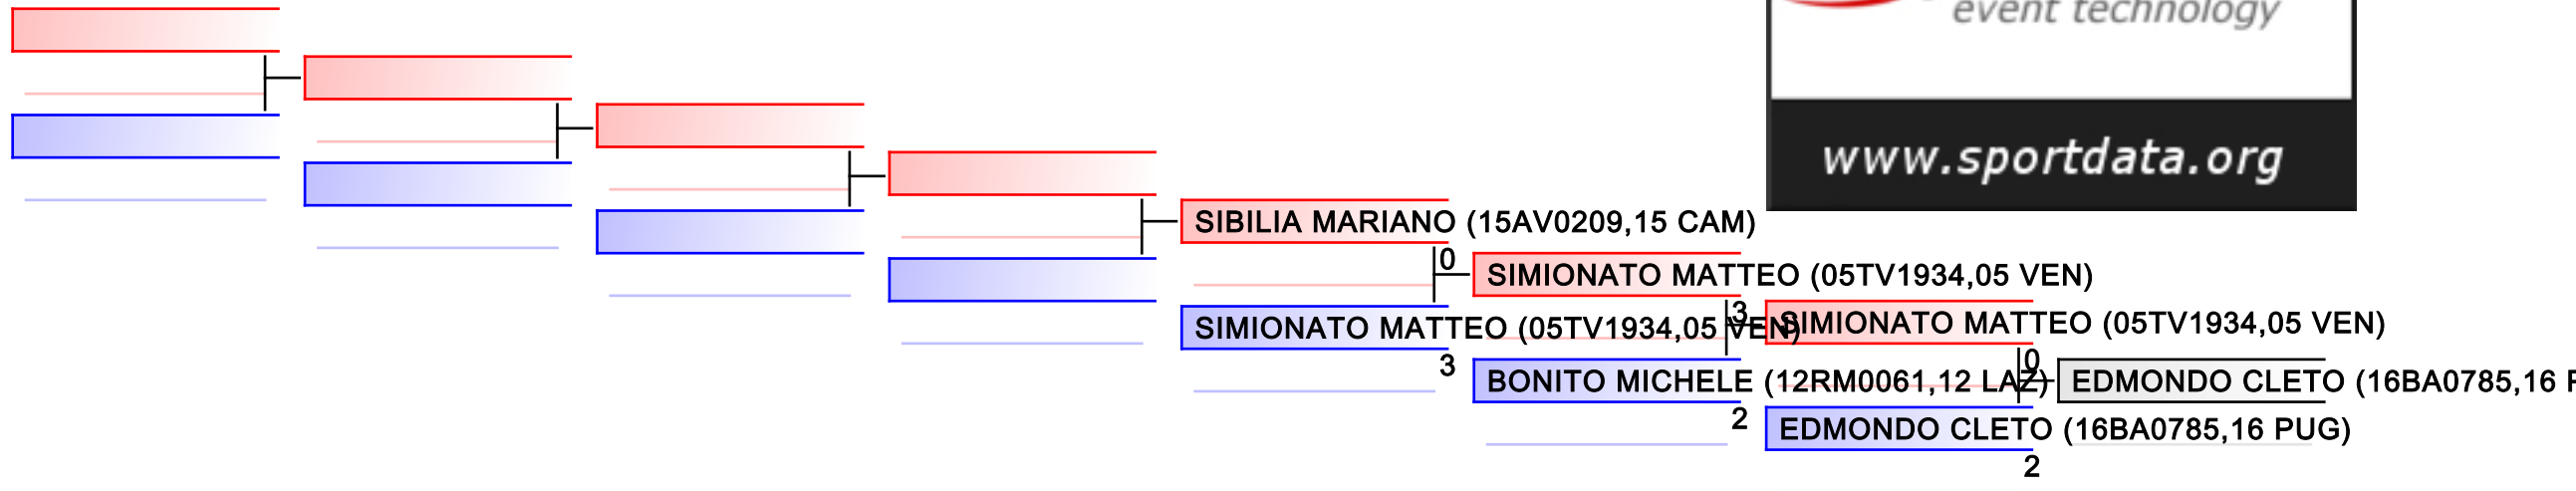 event technology
www.sportdata.org
SIBILIA MARIANO (15AV0209,15 CAM)
0
SIMIONATO MATTEO (05TV1934,05 VEN)
SIMIONATO MATTEO (05TV1934,05 VEN)
3
3
SIMIONATO MATTEO (05TV1934,05 VEN)
BONITO MICHELE (12RM0061,12 LAZ)
2
0
EDMONDO CLETO (16BA0785,16
EDMONDO CLETO (16BA0785,16 PUG)
2